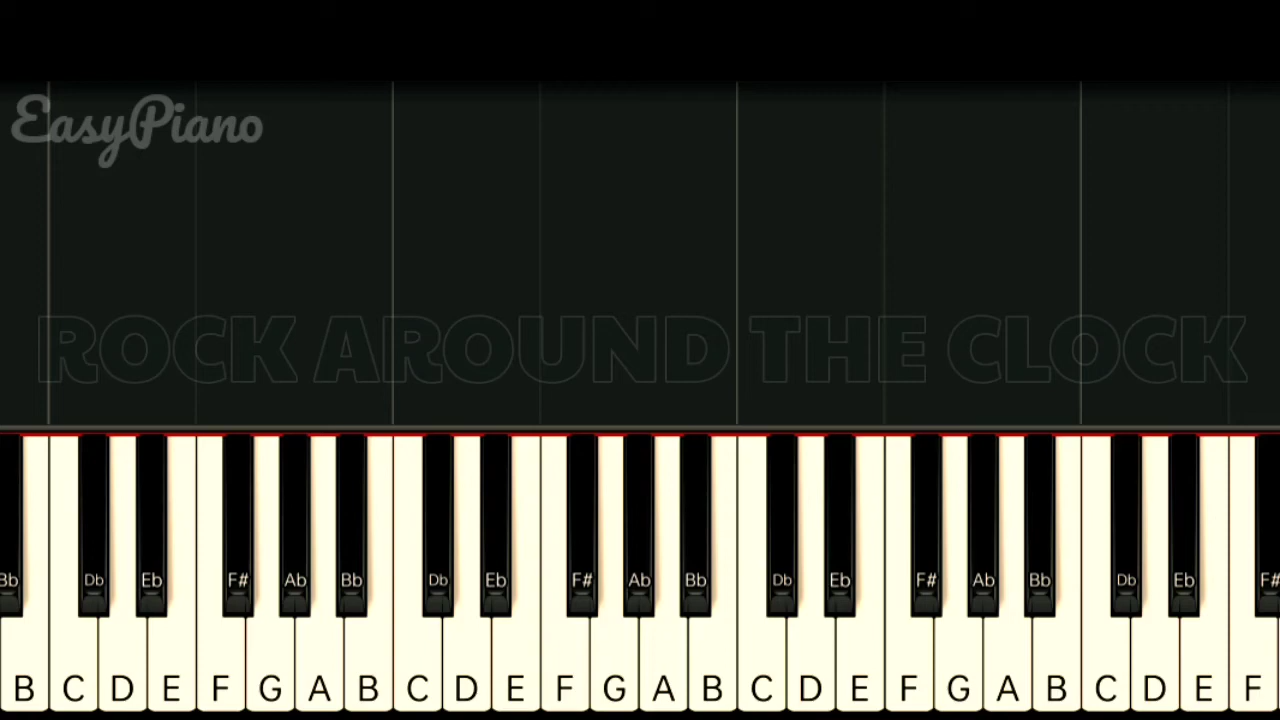 EasyPiano
ROCK AROUND THE CLOCK
Bb Db Eb F# Ab Bb Db Eb F# Ab Bb Db Eb F# Ab Bb Db Eb F#
B C D E F G A B C D E F G A B C D E F G A B C D E F